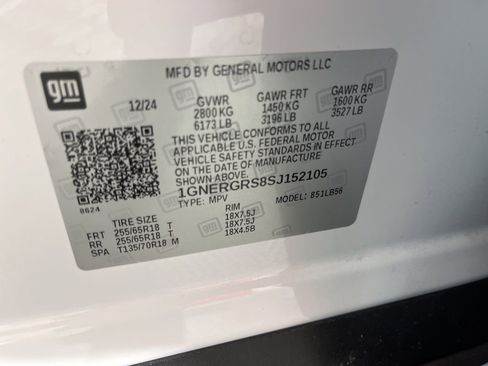 gm
MFD BY GENERAL MOTORS LLC
12/24 GVWR GAWR FRT GAWR RR
2800 KG 1450 KG 1600 KG
6173 LB 3196 LB 3527 LB
THIS VEHICLE CONFORMS TO ALL
APPLICABLE U.S. FEDERAL MOTOR
VEHICLE SAFETY STANDARDS IN EFFECT
ON THE DATE OF MANUFACTURE
SHOWN ABOVE.
1GNERGRS8SJ152105
8624 TYPE: MPV MODEL: 851LB56
TIRE SIZE RIM
FRT 255/65R18 T 18X7.5J
RR 255/65R18 T 18X7.5J
SPA T135/70R18 M 18X4.5B